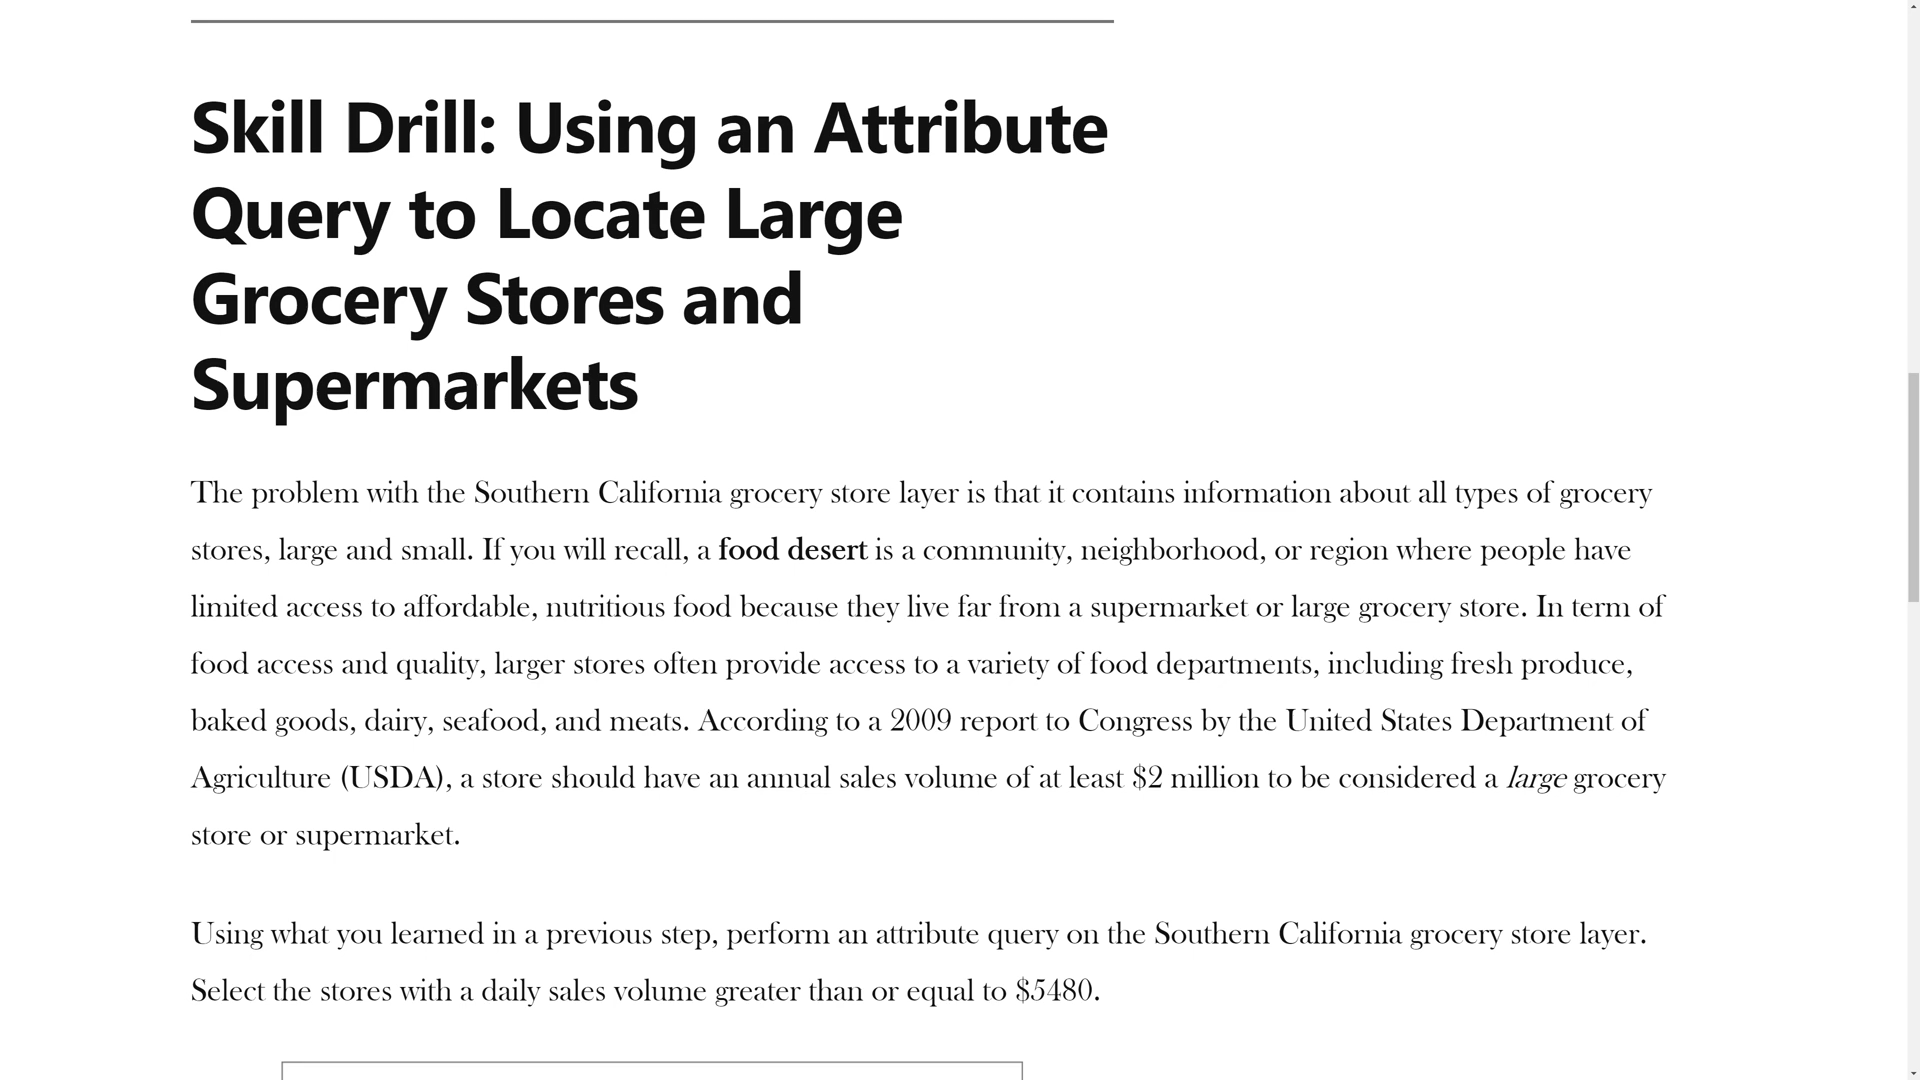 Skill Drill: Using an Attribute
Query to Locate Large
Grocery Stores and
Supermarkets
The problem with the Southern California grocery store layer is that it contains information about all types of grocery
stores, large and small. If you will recall, a food desert is a community, neighborhood, or region where people have
limited access to affordable, nutritious food because they live far from a supermarket or large grocery store. In term of
food access and quality, larger stores often provide access to a variety of food departments, including fresh produce,
baked goods, dairy, seafood, and meats. According to a 2009 report to Congress by the United States Department of
Agriculture (USDA), a store should have an annual sales volume of at least $2 million to be considered a large grocery
store or supermarket.
Using what you learned in a previous step, perform an attribute query on the Southern California grocery store layer.
Select the stores with a daily sales volume greater than or equal to $5480.